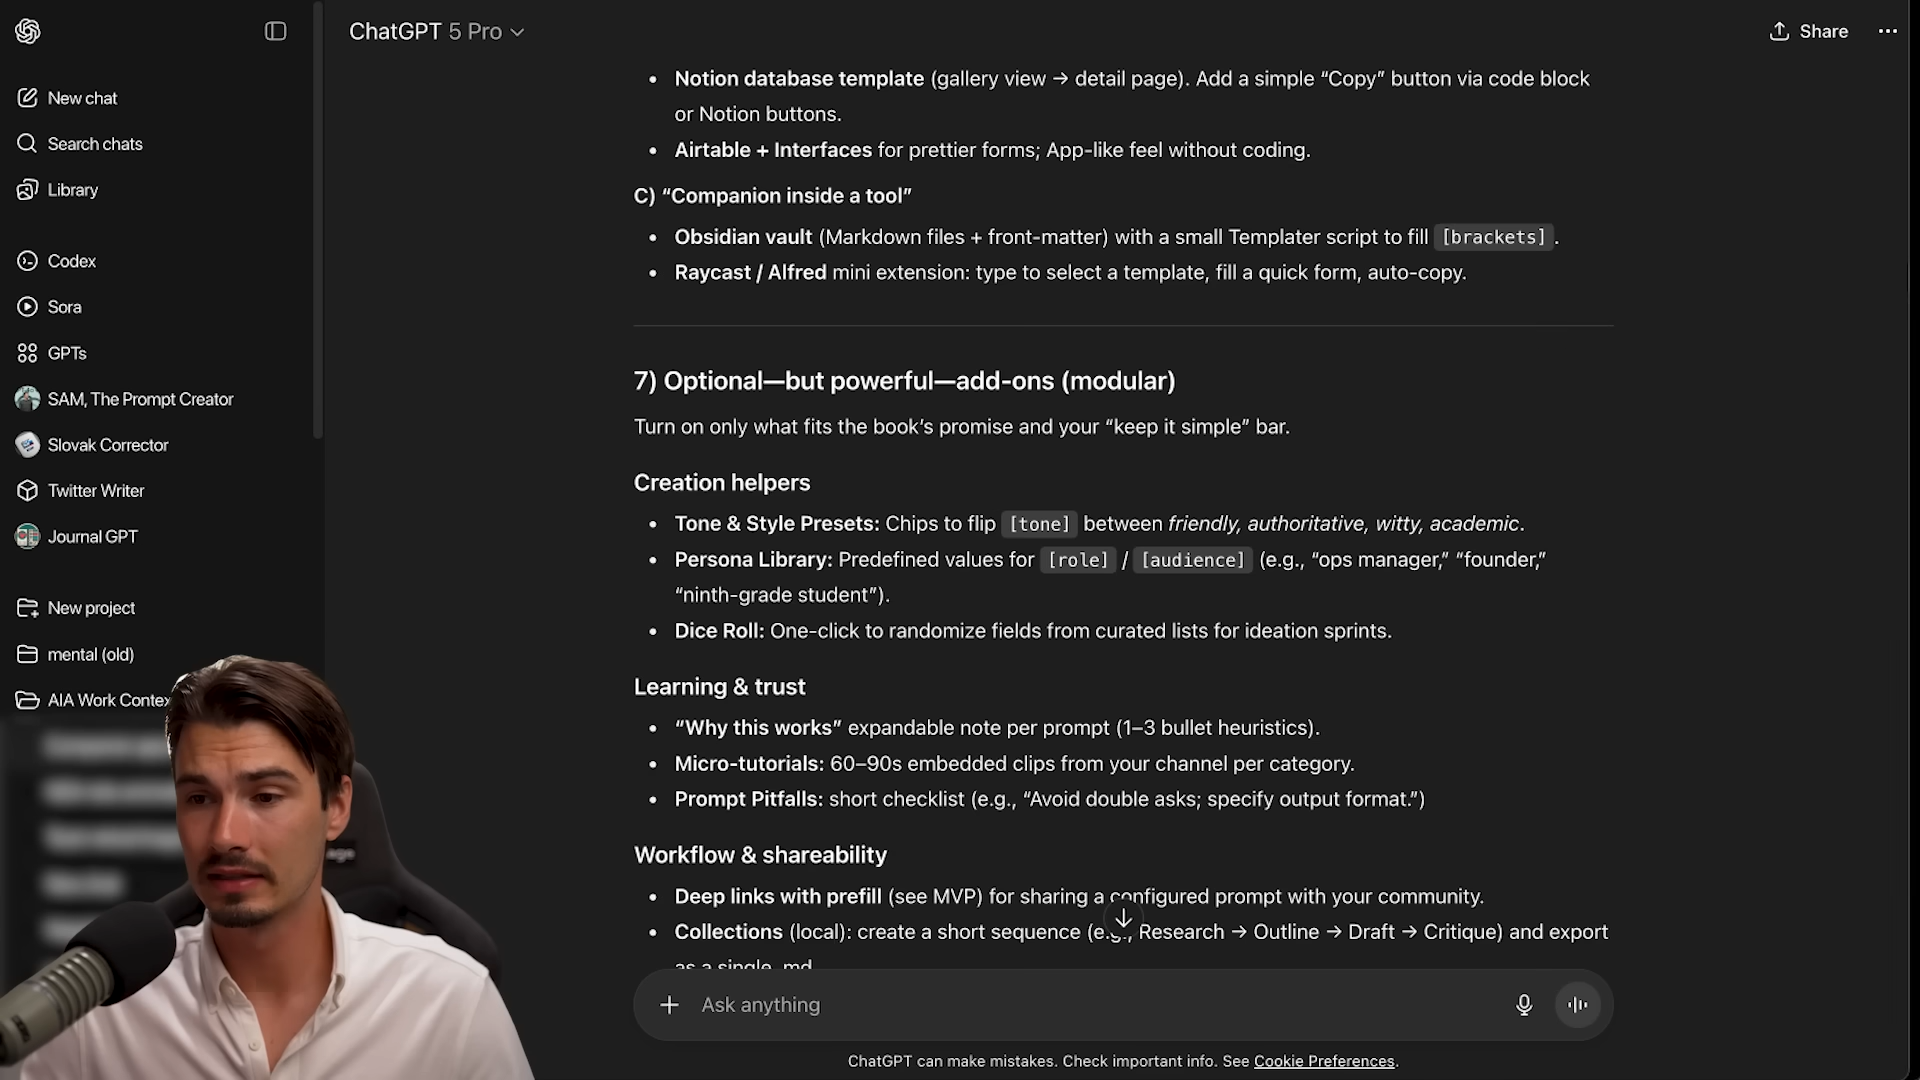 ChatGPT 5 Pro
Share
New chat
Search chats
Library
Codex
Sora
GPTs
SAM, The Prompt Creator
Slovak Corrector
Twitter Writer
Journal GPT
New project
mental (old)
AIA Work Contex
• Notion database template (gallery view → detail page). Add a simple “Copy” button via code block
or Notion buttons.
• Airtable + Interfaces for prettier forms; App-like feel without coding.
C) “Companion inside a tool”
• Obsidian vault (Markdown files + front-matter) with a small Templater script to fill [brackets].
• Raycast / Alfred mini extension: type to select a template, fill a quick form, auto-copy.
7) Optional—but powerful—add-ons (modular)
Turn on only what fits the book’s promise and your “keep it simple” bar.
Creation helpers
• Tone & Style Presets: Chips to flip [tone] between friendly, authoritative, witty, academic.
• Persona Library: Predefined values for [role] / [audience] (e.g., “ops manager,” “founder,”
“ninth-grade student”).
• Dice Roll: One-click to randomize fields from curated lists for ideation sprints.
Learning & trust
• “Why this works” expandable note per prompt (1–3 bullet heuristics).
• Micro-tutorials: 60–90s embedded clips from your channel per category.
• Prompt Pitfalls: short checklist (e.g., “Avoid double asks; specify output format.”)
Workflow & shareability
• Deep links with prefill (see MVP) for sharing a configured prompt with your community.
• Collections (local): create a short sequence (e.g., Research → Outline → Draft → Critique) and export
as a single .md
Ask anything
ChatGPT can make mistakes. Check important info. See Cookie Preferences.